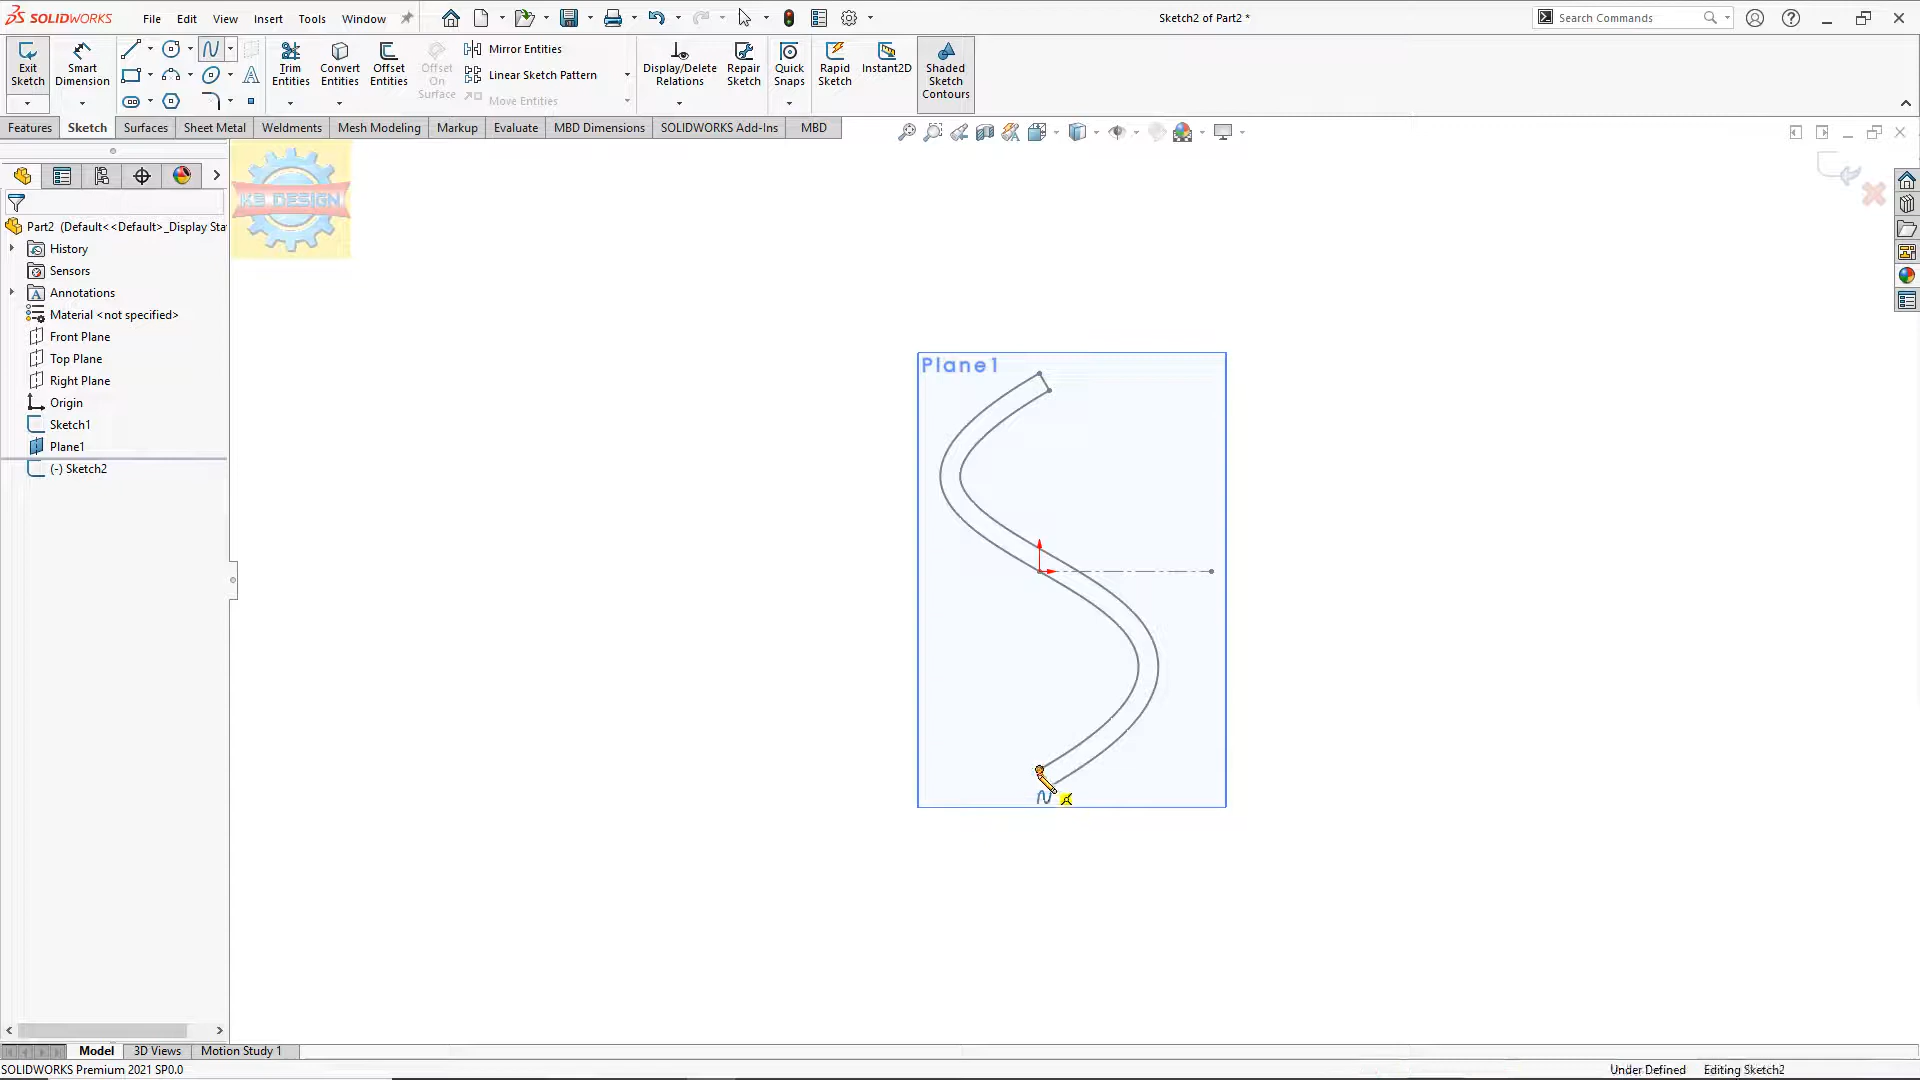 SOLIDWORKS File Edit View Insert Tools Window Sketch2 of Part2 * Search Commands
Exit Sketch
Smart Dimension
Trim Entities
Convert Entities
Offset Entities
Offset On Surface
Mirror Entities
Linear Sketch Pattern
Move Entities
Display/Delete Relations
Repair Sketch
Quick Snaps
Rapid Sketch
Instant2D
Shaded Sketch Contours
Features Sketch Surfaces Sheet Metal Weldments Mesh Modeling Markup Evaluate MBD Dimensions SOLIDWORKS Add-Ins MBD
KS DESIGN
Part2 (Default<<Default>_Display Sta
History
Sensors
Annotations
Material <not specified>
Front Plane
Top Plane
Right Plane
Origin
Sketch1
Plane1
(-) Sketch2
Plane1
Model 3D Views Motion Study 1
SOLIDWORKS Premium 2021 SP0.0 Under Defined Editing Sketch2